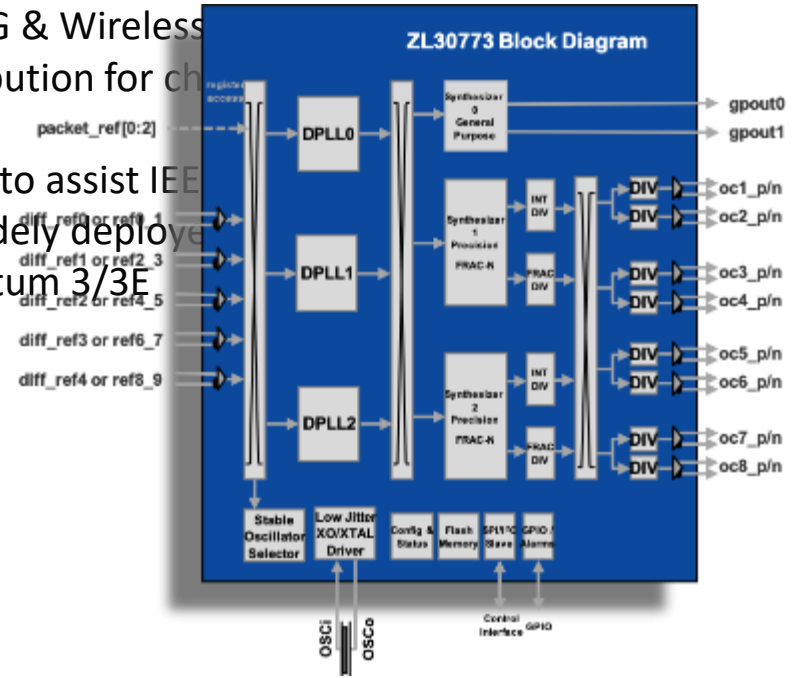 G & Wireless
bution for ch
to assist IEE
dely deploye
tum 3/3E
ZL30773 Block Diagram
register
access
packet_ref[0:2]
diff_ref0 or ref0_1
diff_ref1 or ref2_3
diff_ref2 or ref4_5
diff_ref3 or ref6_7
diff_ref4 or ref8_9
DPLL0
DPLL1
DPLL2
Synthesizer
0
General
Purpose
Synthesizer
1
Precision
FRAC-N
Synthesizer
2
Precision
FRAC-N
INT
DIV
FRAC
DIV
INT
DIV
FRAC
DIV
DIV
DIV
DIV
DIV
DIV
DIV
DIV
DIV
gpout0
gpout1
oc1_p/n
oc2_p/n
oc3_p/n
oc4_p/n
oc5_p/n
oc6_p/n
oc7_p/n
oc8_p/n
Stable
Oscillator
Selector
Low Jitter
XO/XTAL
Driver
Config &
Status
Flash
Memory
SPI/I²C
Slave
GPIO /
Alarms
OSCi
OSCo
Control
Interface
GPIO